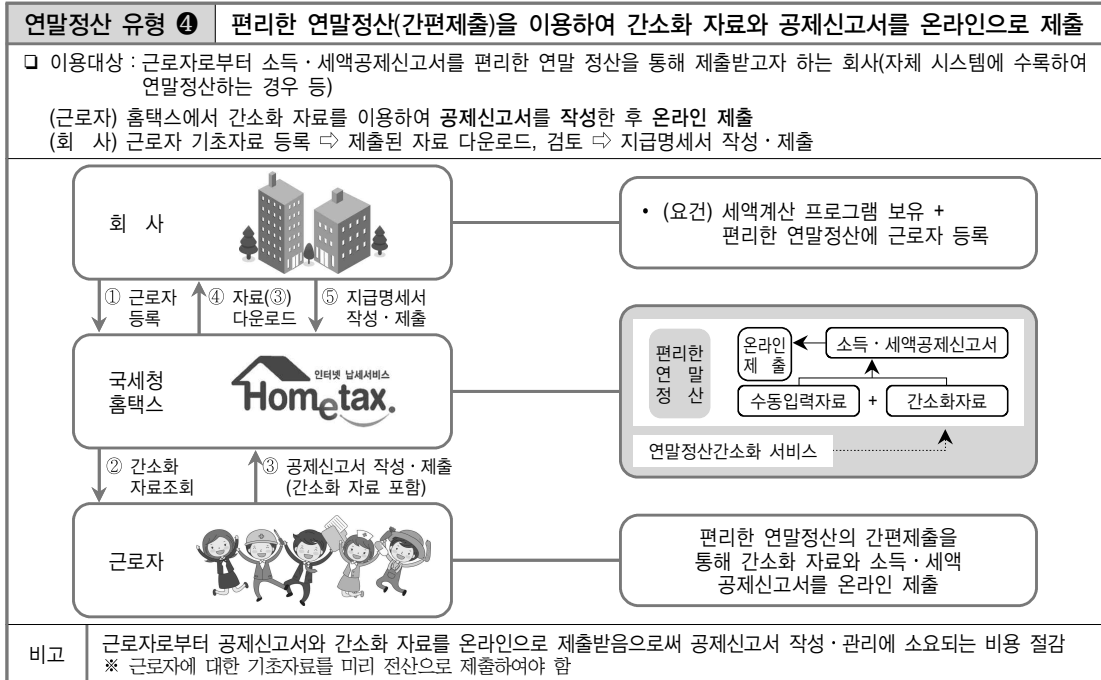 연말정산 유형 ❹ 편리한 연말정산(간편제출)을 이용하여 간소화 자료와 공제신고서를 온라인으로 제출
❑ 이용대상 : 근로자로부터 소득·세액공제신고서를 편리한 연말 정산을 통해 제출받고자 하는 회사(자체 시스템에 수록하여
연말정산하는 경우 등)
(근로자) 홈택스에서 간소화 자료를 이용하여 공제신고서를 작성한 후 온라인 제출
(회 사) 근로자 기초자료 등록 ⇨ 제출된 자료 다운로드, 검토 ⇨ 지급명세서 작성·제출
회 사
• (요건) 세액계산 프로그램 보유 +
편리한 연말정산에 근로자 등록
① 근로자
등록
④ 자료(③)
다운로드
⑤ 지급명세서
작성·제출
국세청
홈택스
인터넷 납세서비스
Hometax.
편리한
연 말
정 산
온라인
제 출
소득·세액공제신고서
수동입력자료 + 간소화자료
연말정산간소화 서비스
② 간소화
자료조회
③ 공제신고서 작성·제출
(간소화 자료 포함)
근로자
편리한 연말정산의 간편제출을
통해 간소화 자료와 소득·세액
공제신고서를 온라인 제출
비고
근로자로부터 공제신고서와 간소화 자료를 온라인으로 제출받음으로써 공제신고서 작성·관리에 소요되는 비용 절감
※ 근로자에 대한 기초자료를 미리 전산으로 제출하여야 함